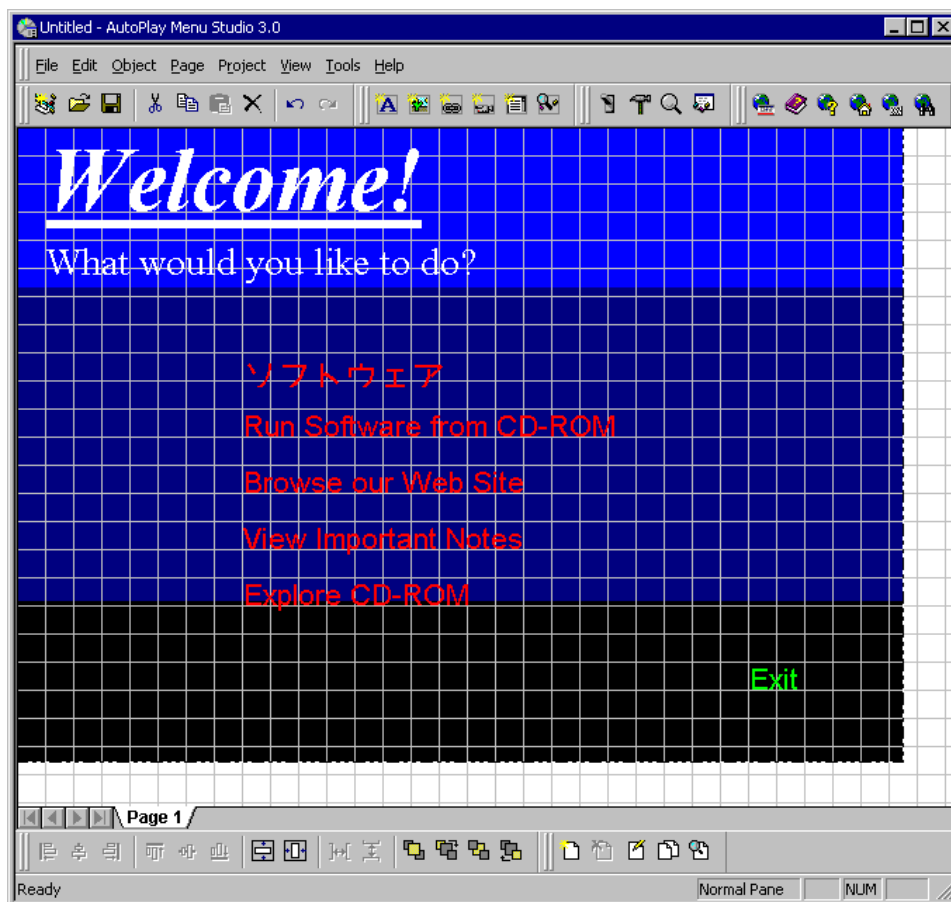 Untitled - AutoPlay Menu Studio 3.0
File Edit Object Page Project View Tools Help
Welcome!
What would you like to do?
ソフトウェア
Run Software from CD-ROM
Browse our Web Site
View Important Notes
Explore CD-ROM
Exit
Page 1
Ready Normal Pane NUM